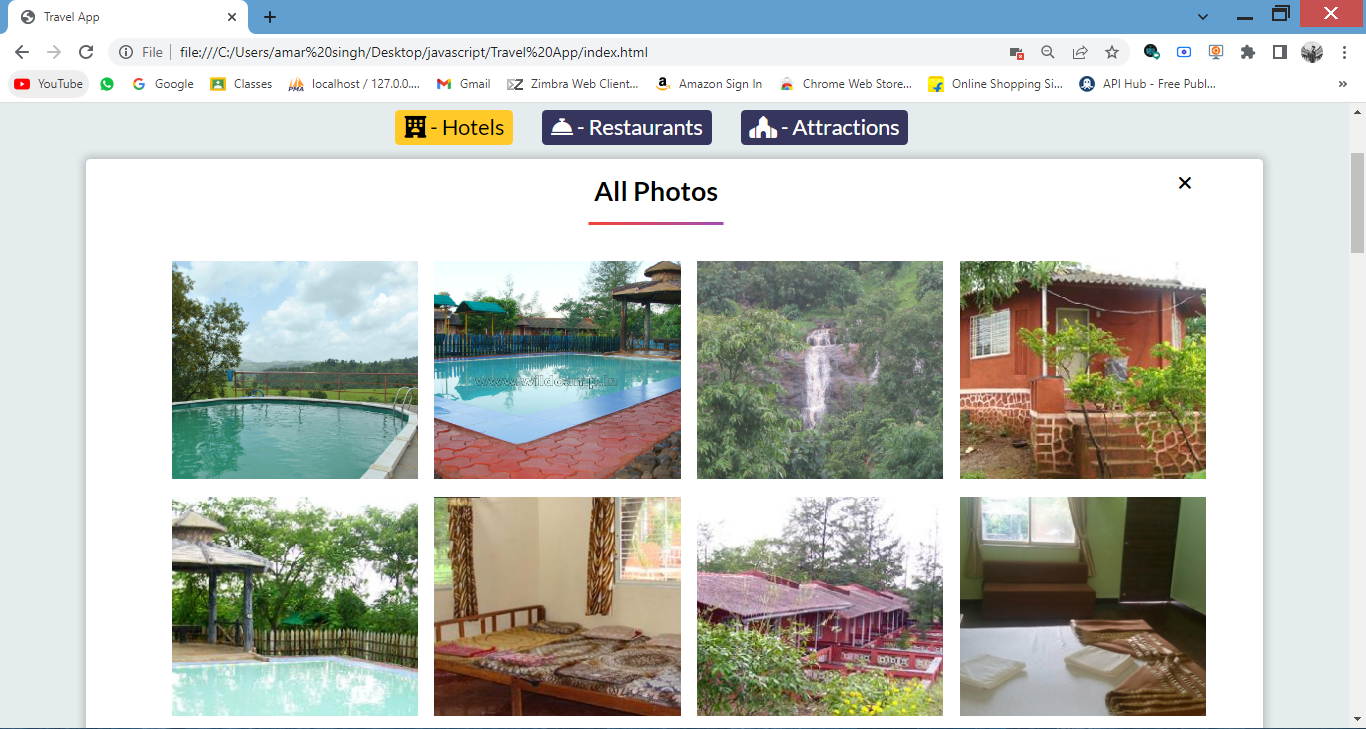 Travel App
File file:///C:/Users/amar%20singh/Desktop/javascript/Travel%20App/index.html
YouTube Google Classes localhost / 127.0.0.... Gmail Zimbra Web Client... Amazon Sign In Chrome Web Store... Online Shopping Si... API Hub - Free Publ... »
- Hotels - Restaurants - Attractions
All Photos
www.wildcamp.in